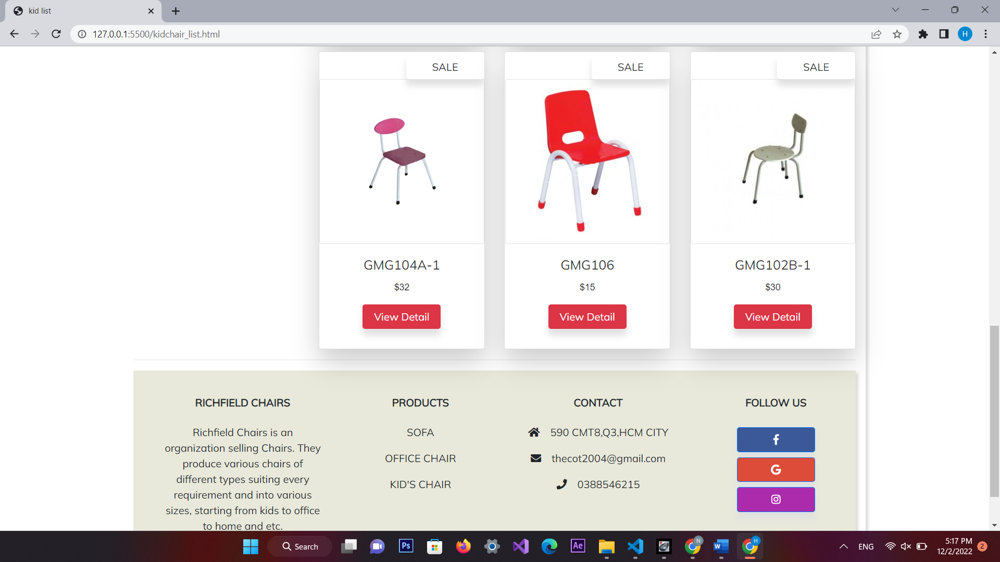 kid list
127.0.0.1:5500/kidchair_list.html
H
SALE
SALE
SALE
GMG104A-1
GMG106
GMG102B-1
$32
$15
$30
View Detail
View Detail
View Detail
RICHFIELD CHAIRS
PRODUCTS
CONTACT
FOLLOW US
Richfield Chairs is an
organization selling Chairs. They
produce various chairs of
different types suiting every
requirement and into various
sizes, starting from kids to office
to home and etc.
SOFA
OFFICE CHAIR
KID'S CHAIR
590 CMT8,Q3,HCM CITY
thecot2004@gmail.com
0388546215
f
G
Search
Ps
Ae
N
W
H
ENG
5:17 PM
12/2/2022
2